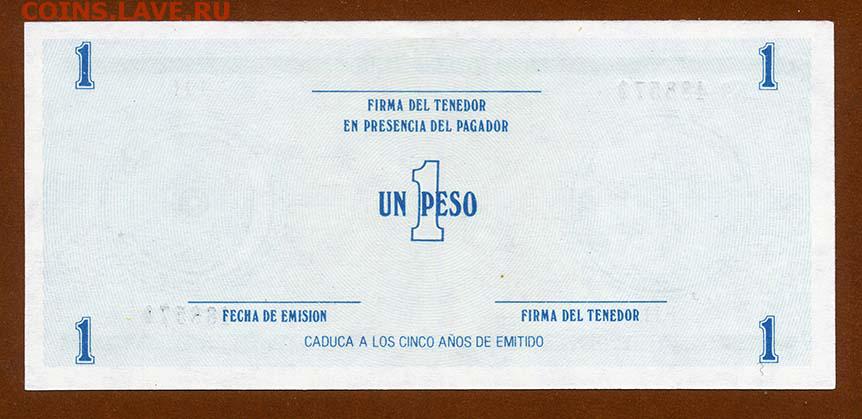 COINS.LAVE.РУ
1 1
FIRMA DEL TENEDOR
EN PRESENCIA DEL PAGADOR
1
UN PESO
FECHA DE EMISION FIRMA DEL TENEDOR
CADUCA A LOS CINCO AÑOS DE EMITIDO
1 1